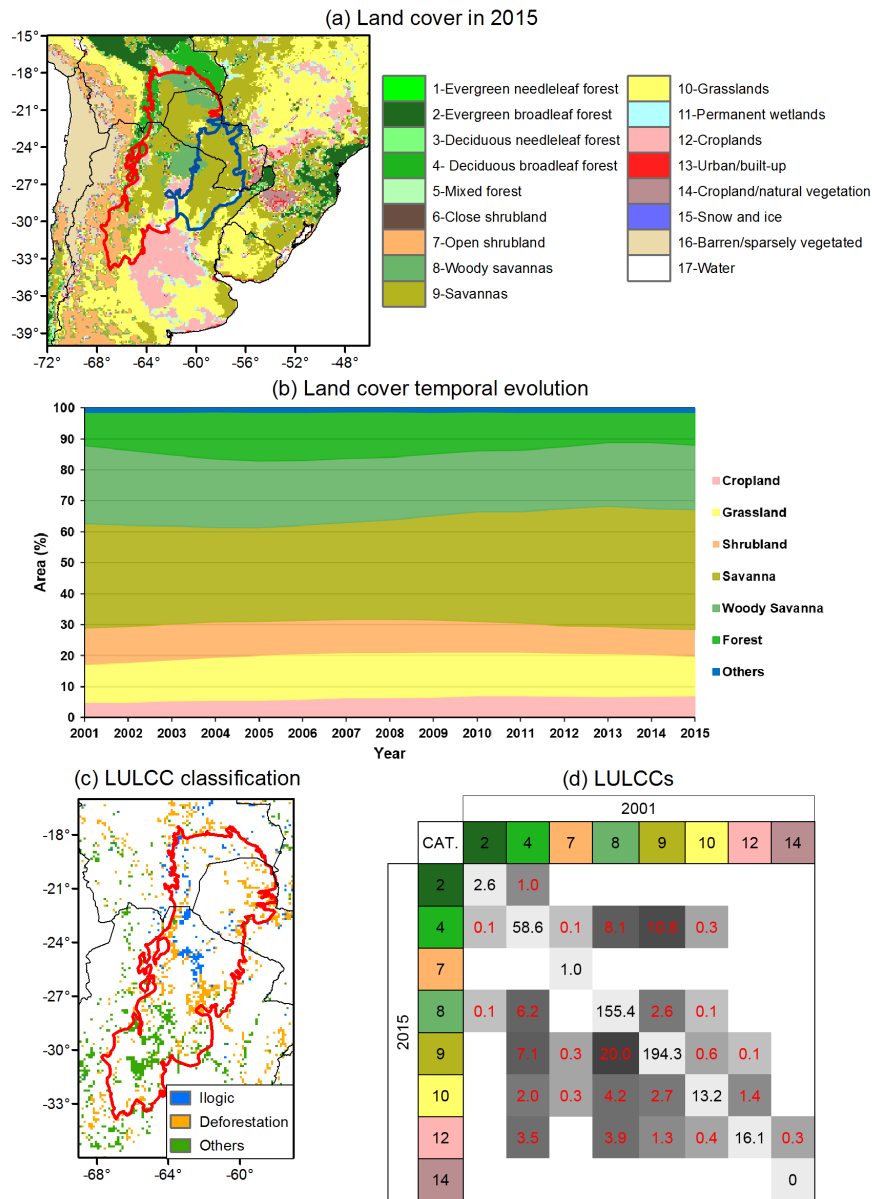 (a) Land cover in 2015
-15°
-18°
-21°
-24°
-27°
-30°
-33°
-36°
-39°
-72° -68° -64° -60° -56° -52° -48°
1-Evergreen needleleaf forest
2-Evergreen broadleaf forest
3-Deciduous needleleaf forest
4- Deciduous broadleaf forest
5-Mixed forest
6-Close shrubland
7-Open shrubland
8-Woody savannas
9-Savannas
10-Grasslands
11-Permanent wetlands
12-Croplands
13-Urban/built-up
14-Cropland/natural vegetation
15-Snow and ice
16-Barren/sparsely vegetated
17-Water
(b) Land cover temporal evolution
Area (%)
100
90
80
70
60
50
40
30
20
10
0
2001 2002 2003 2004 2005 2006 2007 2008 2009 2010 2011 2012 2013 2014 2015
Year
Cropland
Grassland
Shrubland
Savanna
Woody Savanna
Forest
Others
(c) LULCC classification
-18°
-21°
-24°
-27°
-30°
-33°
-68° -64° -60°
Ilogic
Deforestation
Others
(d) LULCCs
2001
CAT. 2 4 7 8 9 10 12 14
2015
2 2.6 1.0
4 0.1 58.6 0.1 8.1 10.8 0.3
7 1.0
8 0.1 6.2 155.4 2.6 0.1
9 7.1 0.3 20.0 194.3 0.6 0.1
10 2.0 0.3 4.2 2.7 13.2 1.4
12 3.5 3.9 1.3 0.4 16.1 0.3
14 0